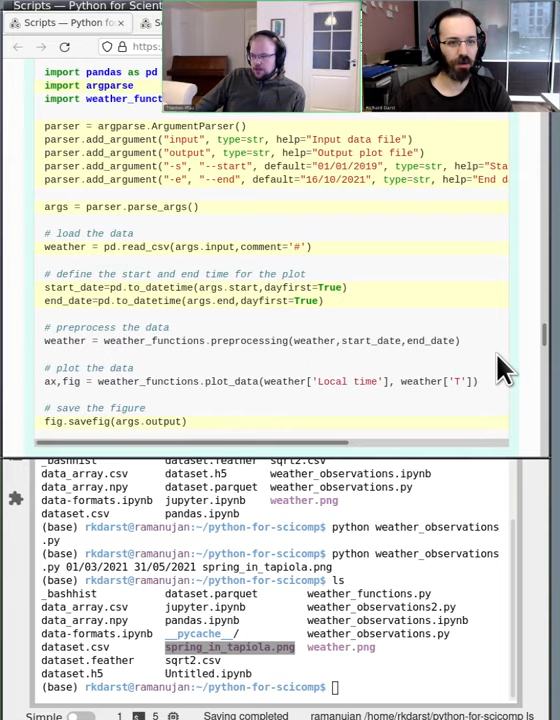 Scripts — Python for Scien
Scripts — Python fo
Sc
https:
import pandas as pd
import argparse
import weather_funct
parser = argparse.ArgumentParser()
parser.add_argument("input", type=str, help="Input data file")
parser.add_argument("output", type=str, help="Output plot file")
parser.add_argument("-s", "--start", default="01/01/2019", type=str, help="Sta
parser.add_argument("-e", "--end", default="16/10/2021", type=str, help="End d
args = parser.parse_args()
# load the data
weather = pd.read_csv(args.input,comment='#')
# define the start and end time for the plot
start_date=pd.to_datetime(args.start,dayfirst=True)
end_date=pd.to_datetime(args.end,dayfirst=True)
# preprocess the data
weather = weather_functions.preprocessing(weather,start_date,end_date)
# plot the data
ax,fig = weather_functions.plot_data(weather['Local time'], weather['T'])
# save the figure
fig.savefig(args.output)
_bashhist dataset.feather sqrt2.csv
data_array.csv dataset.h5 weather_observations.ipynb
data_array.npy dataset.parquet weather_observations.py
data-formats.ipynb jupyter.ipynb weather.png
dataset.csv pandas.ipynb
(base) rkdarst@ramanujan:~/python-for-scicomp$ python weather_observations
.py
(base) rkdarst@ramanujan:~/python-for-scicomp$ python weather_observations
.py 01/03/2021 31/05/2021 spring_in_tapiola.png
(base) rkdarst@ramanujan:~/python-for-scicomp$ ls
_bashhist dataset.parquet weather_functions.py
data_array.csv jupyter.ipynb weather_observations2.py
data_array.npy pandas.ipynb weather_observations.ipynb
data-formats.ipynb __pycache__/ weather_observations.py
dataset.csv spring_in_tapiola.png weather.png
dataset.feather sqrt2.csv
dataset.h5 Untitled.ipynb
(base) rkdarst@ramanujan:~/python-for-scicomp$
Simple 1 5 Saving completed ramanujan /home/rkdarst/python-for-scicomp ls